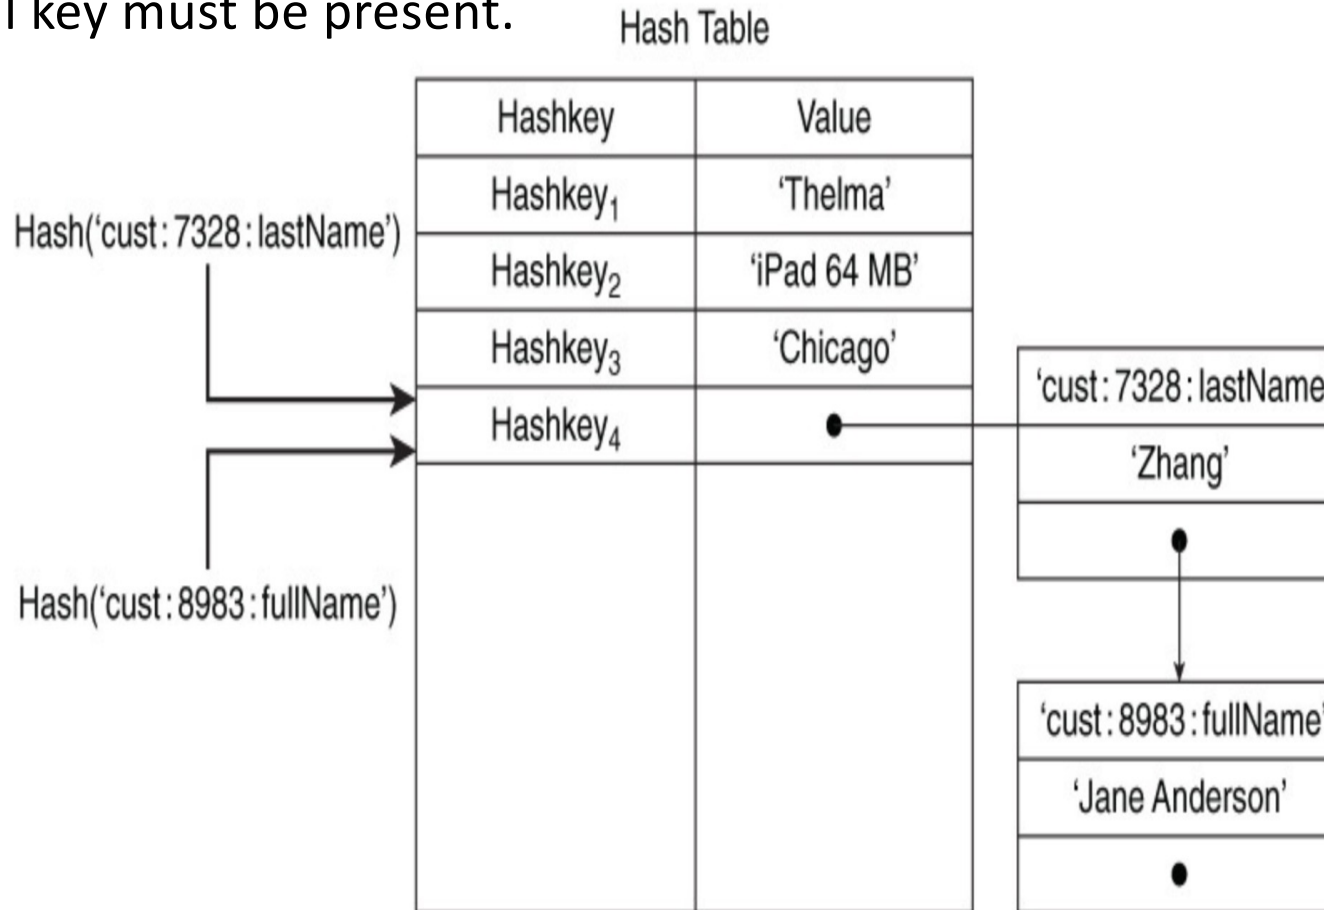 l key must be present.
Hash Table
Hashkey Value
Hashkey₁ ‘Thelma’
Hash(‘cust:7328:lastName’)
Hashkey₂ ‘iPad 64 MB’
Hashkey₃ ‘Chicago’
‘cust:7328:lastName
Hashkey₄
‘Zhang’
Hash(‘cust:8983:fullName’)
‘cust:8983:fullName’
‘Jane Anderson’